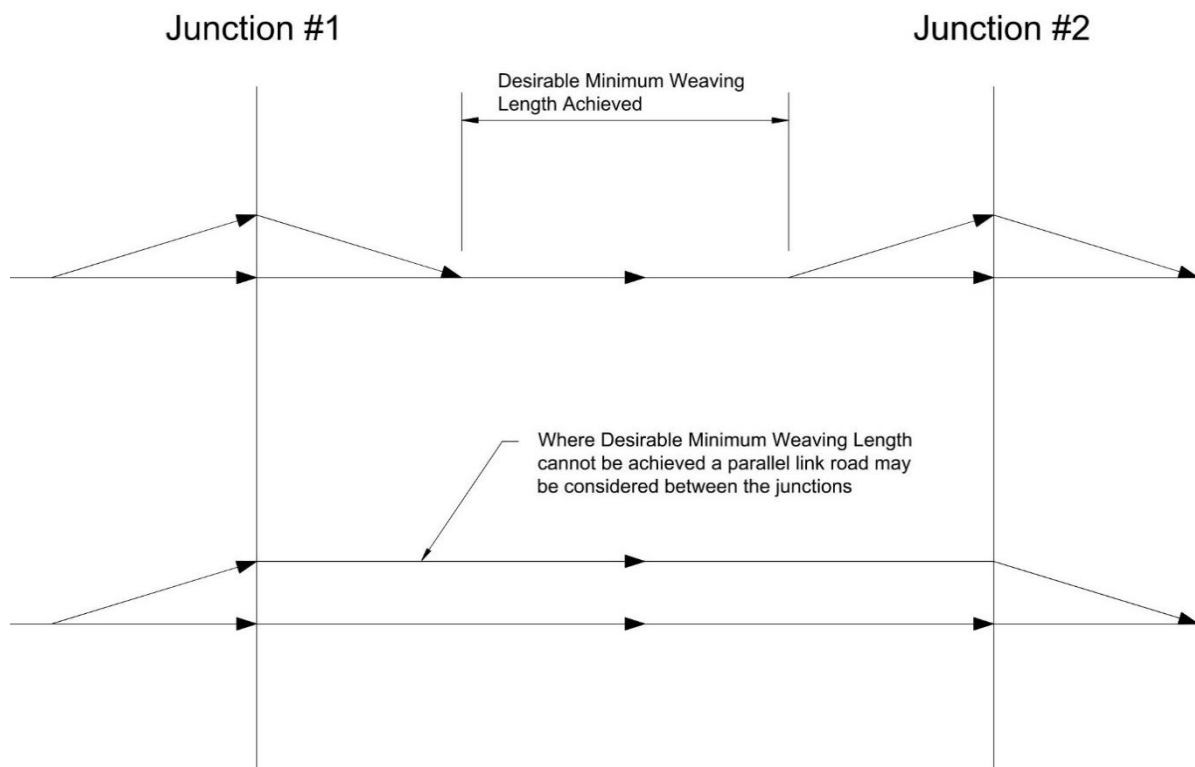 Junction #1
Junction #2
Desirable Minimum Weaving
Length Achieved
Where Desirable Minimum Weaving Length
cannot be achieved a parallel link road may
be considered between the junctions